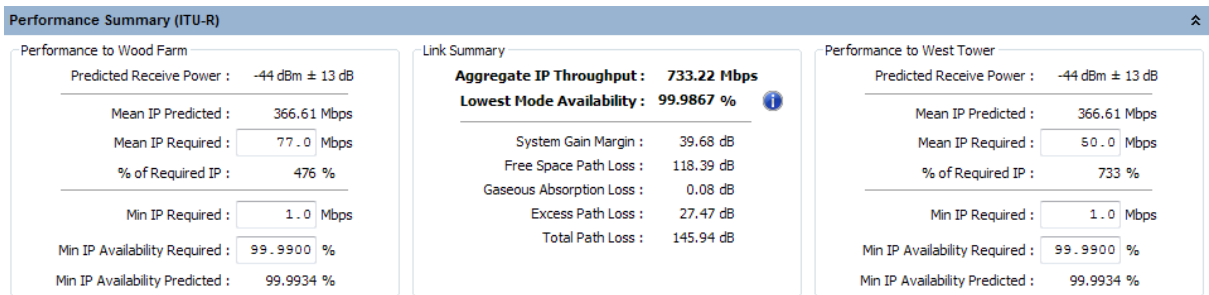 Performance Summary (ITU-R)
Performance to Wood Farm
Predicted Receive Power : -44 dBm ± 13 dB
Mean IP Predicted : 366.61 Mbps
Mean IP Required : 77.0 Mbps
% of Required IP : 476 %
Min IP Required : 1.0 Mbps
Min IP Availability Required : 99.9900 %
Min IP Availability Predicted : 99.9934 %
Link Summary
Aggregate IP Throughput : 733.22 Mbps
Lowest Mode Availability : 99.9867 %
System Gain Margin : 39.68 dB
Free Space Path Loss : 118.39 dB
Gaseous Absorption Loss : 0.08 dB
Excess Path Loss : 27.47 dB
Total Path Loss : 145.94 dB
Performance to West Tower
Predicted Receive Power : -44 dBm ± 13 dB
Mean IP Predicted : 366.61 Mbps
Mean IP Required : 50.0 Mbps
% of Required IP : 733 %
Min IP Required : 1.0 Mbps
Min IP Availability Required : 99.9900 %
Min IP Availability Predicted : 99.9934 %